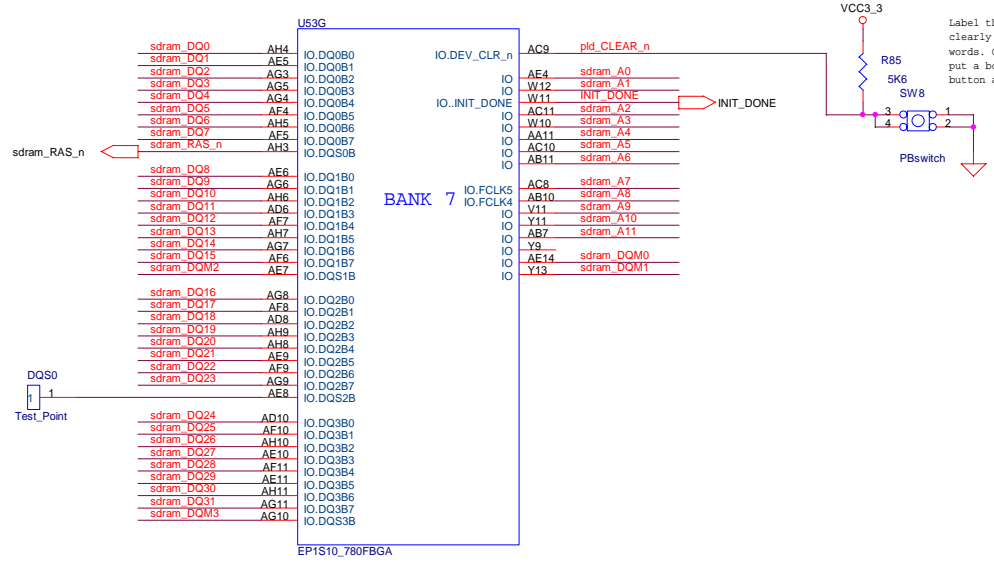 U53G
sdram_DQ0 AH4 IO.DQ0B0
sdram_DQ1 AE5 IO.DQ0B1
sdram_DQ2 AG3 IO.DQ0B2
sdram_DQ3 AG5 IO.DQ0B3
sdram_DQ4 AG4 IO.DQ0B4
sdram_DQ5 AF4 IO.DQ0B5
sdram_DQ6 AH5 IO.DQ0B6
sdram_DQ7 AF5 IO.DQ0B7
sdram_RAS_n sdram_RAS_n AH3 IO.DQS0B
sdram_DQ8 AE6 IO.DQ1B0
sdram_DQ9 AG6 IO.DQ1B1
sdram_DQ10 AH6 IO.DQ1B2
sdram_DQ11 AD6 IO.DQ1B3
sdram_DQ12 AF7 IO.DQ1B4
sdram_DQ13 AH7 IO.DQ1B5
sdram_DQ14 AG7 IO.DQ1B6
sdram_DQ15 AF6 IO.DQ1B7
sdram_DQM2 AE7 IO.DQS1B
sdram_DQ16 AG8 IO.DQ2B0
sdram_DQ17 AF8 IO.DQ2B1
sdram_DQ18 AD8 IO.DQ2B2
sdram_DQ19 AH9 IO.DQ2B3
sdram_DQ20 AH8 IO.DQ2B4
sdram_DQ21 AE9 IO.DQ2B5
sdram_DQ22 AF9 IO.DQ2B6
sdram_DQ23 AG9 IO.DQ2B7
DQS0
1 1 AE8 IO.DQS2B
Test_Point
sdram_DQ24 AD10 IO.DQ3B0
sdram_DQ25 AF10 IO.DQ3B1
sdram_DQ26 AH10 IO.DQ3B2
sdram_DQ27 AE10 IO.DQ3B3
sdram_DQ28 AF11 IO.DQ3B4
sdram_DQ29 AE11 IO.DQ3B5
sdram_DQ30 AH11 IO.DQ3B6
sdram_DQ31 AG11 IO.DQ3B7
sdram_DQM3 AG10 IO.DQS3B
BANK 7
IO.DEV_CLR_n AC9 pld_CLEAR_n
IO AE4 sdram_A0
IO W12 sdram_A1
IO..INIT_DONE W11 INIT_DONE INIT_DONE
IO AC11 sdram_A2
IO W10 sdram_A3
IO AA11 sdram_A4
IO AC10 sdram_A5
IO AB11 sdram_A6
IO.FCLK5 AC8 sdram_A7
IO.FCLK4 AB10 sdram_A8
IO V11 sdram_A9
IO Y11 sdram_A10
IO AB7 sdram_A11
IO Y9
IO AE14 sdram_DQM0
IO Y13 sdram_DQM1
EP1S10_780FBGA
VCC3_3
R85
5K6
SW8
3 1
4 2
PBswitch
Label
clearly
words.
put a
button